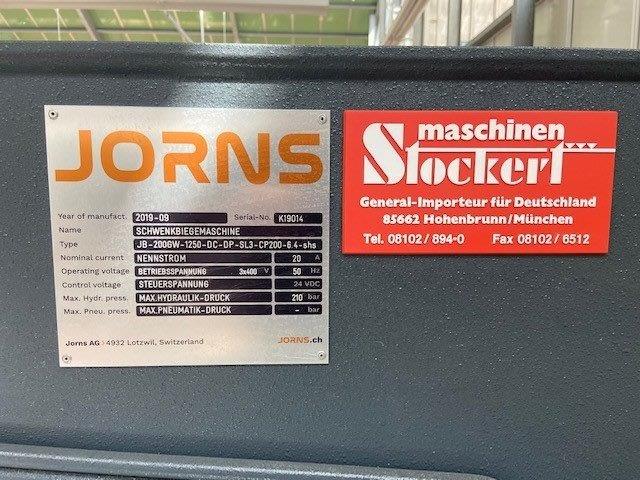 JORNS
Year of manufact. 2019-09 Serial-No. K19014
Name SCHWENKBIEGEMASCHINE
Type JB-200GW-1250-DC-DP-SL3-CP200-6.4-shs
Nominal current NENNSTROM 20 A
Operating voltage BETRIEBSSPANNUNG 3x400 V 50 Hz
Control voltage STEUERSPANNUNG 24 VDC
Max. Hydr. press. MAX.HYDRAULIK-DRUCK 210 bar
Max. Pneu. press. MAX.PNEUMATIK-DRUCK - bar
Jorns AG 4932 Lotzwil, Switzerland JORNS.ch
maschinen
Stockert
General-Importeur für Deutschland
85662 Hohenbrunn/München
Tel. 08102 / 894-0 Fax 08102 / 6512